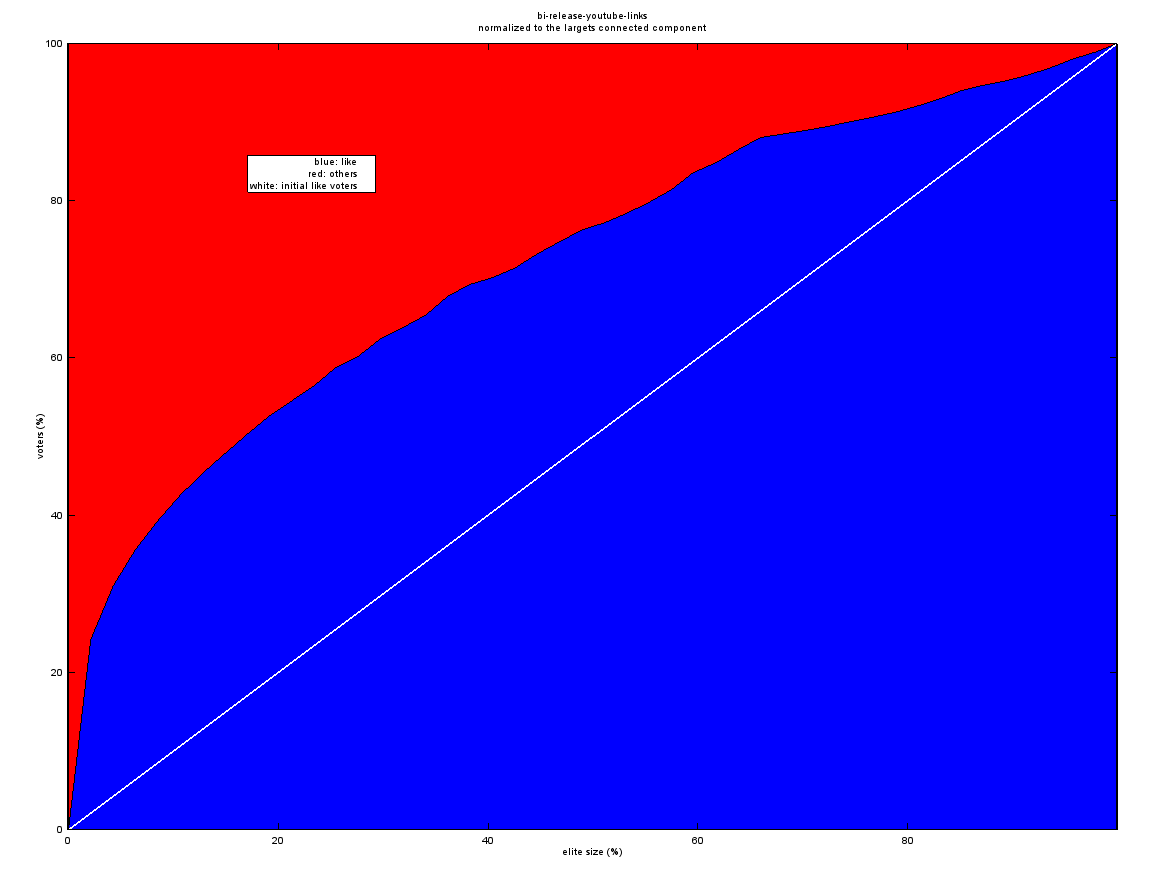 bi-release-youtube-links
normalized to the largets connected component
100
blue: like
red: others
white: initial like voters
80
60
voters (%)
40
20
0
0 20 40 60 80
elite size (%)